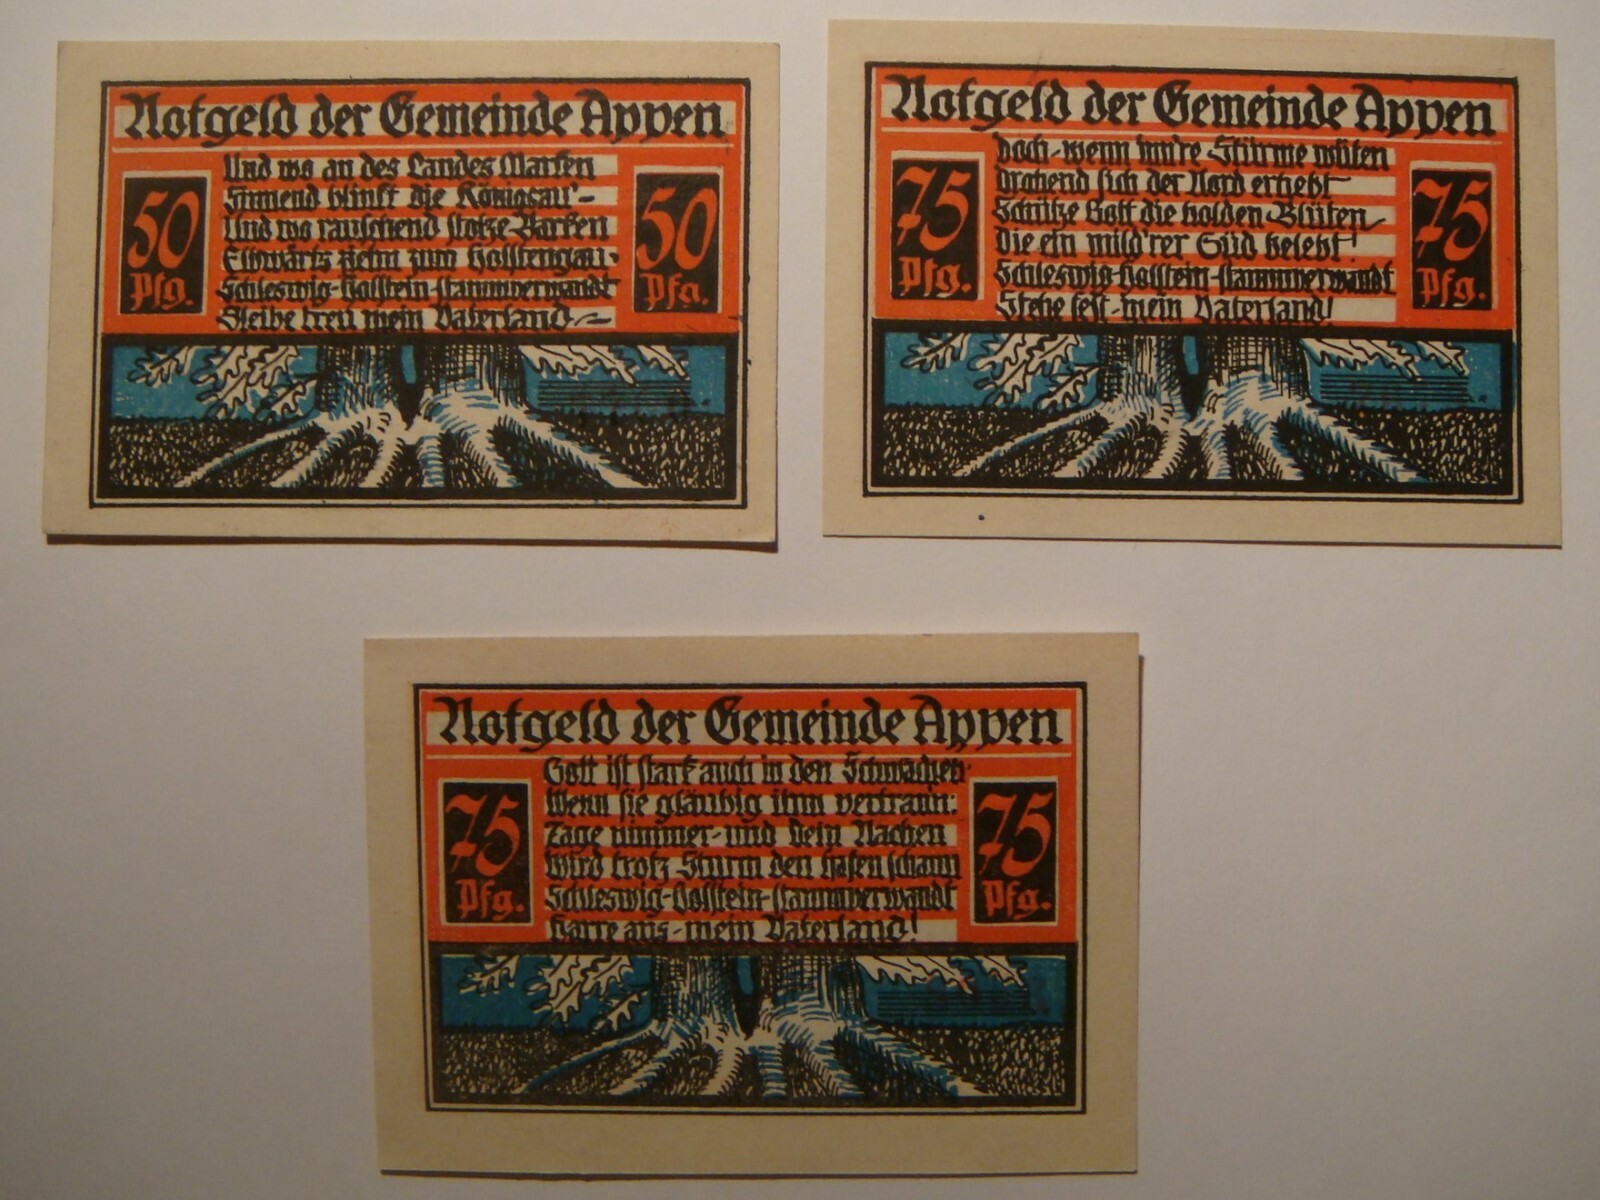 Notgeld der Gemeinde Appen
50 Pfg.
Und wo an des Landes Marken
Sinnend blinkt die Königsau' -
Und wo rauschend stolze Barken
Elbwärts ziehn zum Holstengau.
Schleswig-Holstein-stammverwandt
Bleibe treu mein Vaterland -
50 Pfg.
Notgeld der Gemeinde Appen
75 Pfg.
Doch-wenn inn're Stürme wüten
Drohend sich der Nord erhebt
Schütze Gott die holden Blüten-
Die ein mild'rer Süd belebt!
Schleswig-Holstein-stammverwandt
Stehe fest-mein Vaterland!
75 Pfg.
Notgeld der Gemeinde Appen
75 Pfg.
Gott ist stark auch in den Schwachen
Wenn sie gläubig ihm vertraun:
Zage nimmer-und dein Nachen
Wird trotz Sturm den Hafen schaun
Schleswig-Holstein-stammverwandt
Harre aus-mein Vaterland!
75 Pfg.